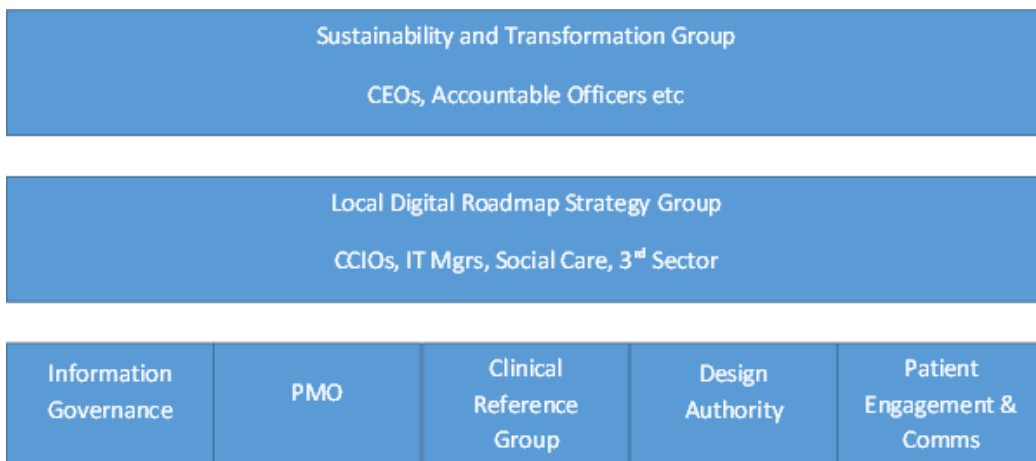 Sustainability and Transformation Group
CEOs, Accountable Officers etc
Local Digital Roadmap Strategy Group
CCIOs, IT Mgrs, Social Care, 3rd Sector
Information
Governance
PMO
Clinical
Reference
Group
Design
Authority
Patient
Engagement &
Comms